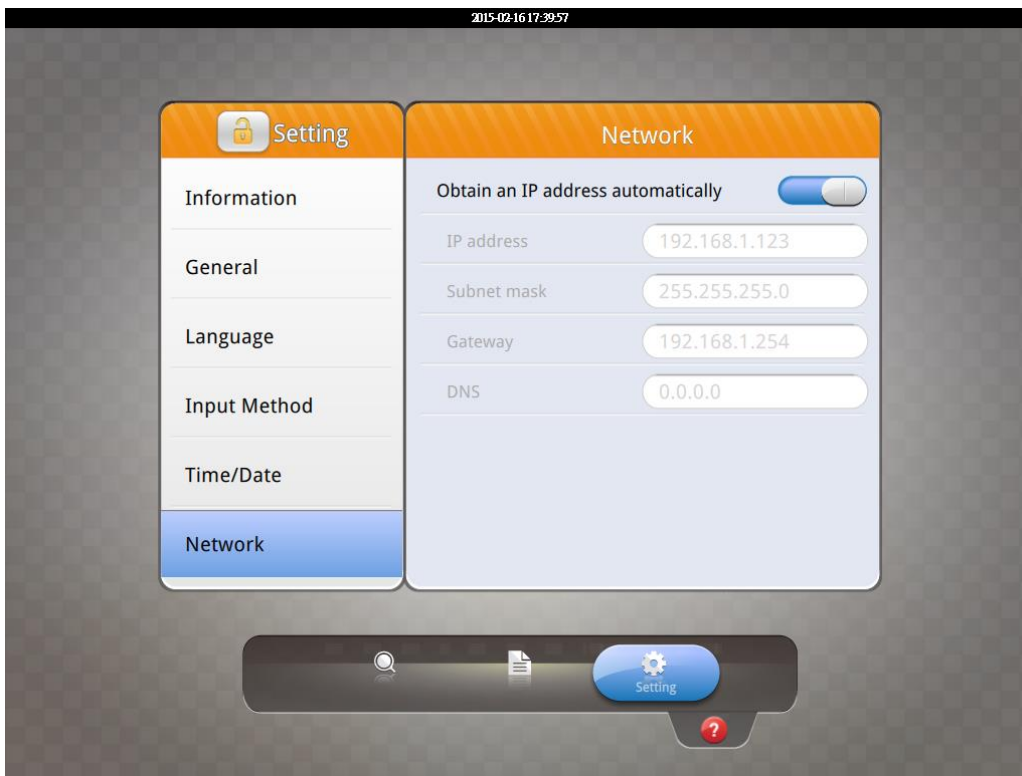 2015-02-16 17:39:57
Setting
Information
General
Language
Input Method
Time/Date
Network
Network
Obtain an IP address automatically
IP address 192.168.1.123
Subnet mask 255.255.255.0
Gateway 192.168.1.254
DNS 0.0.0.0
Setting
?